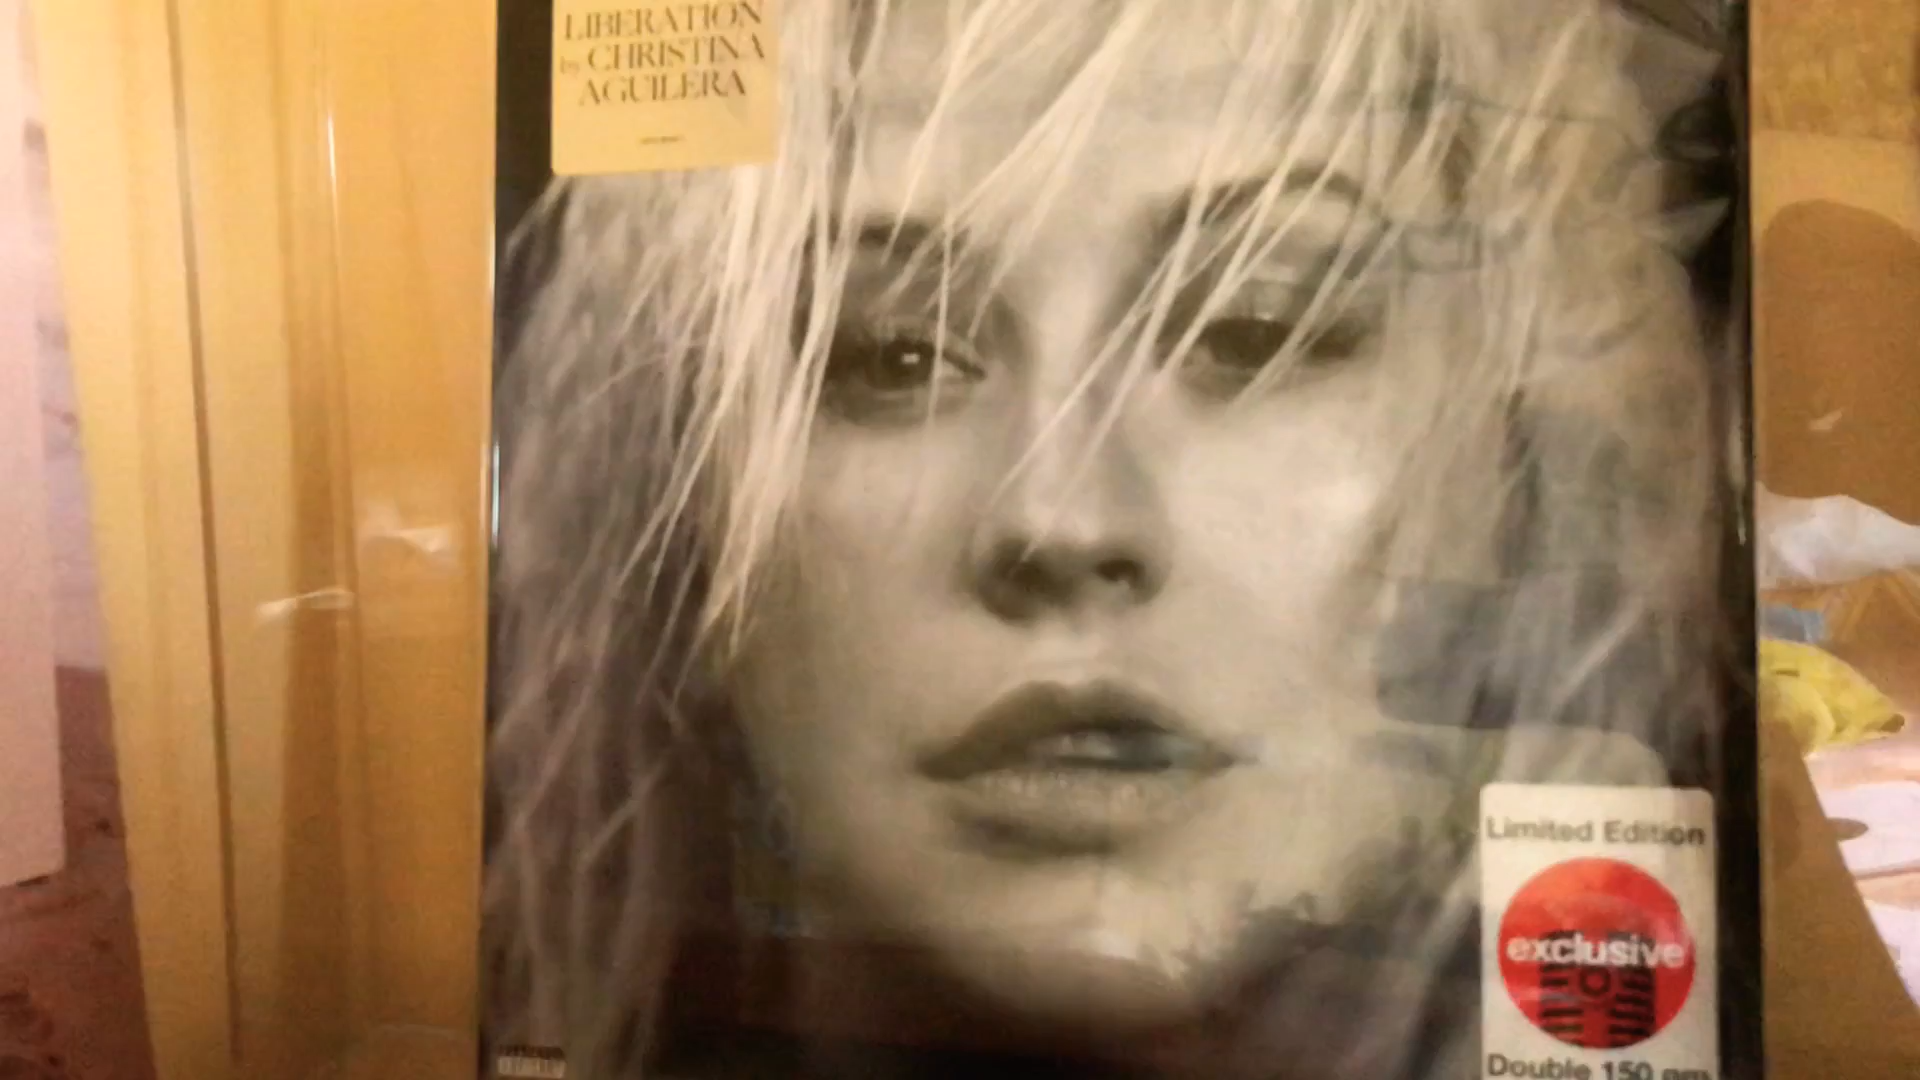 LIBERATION
by CHRISTINA
AGUILERA
Limited Edition
exclusive
Double 150 gm